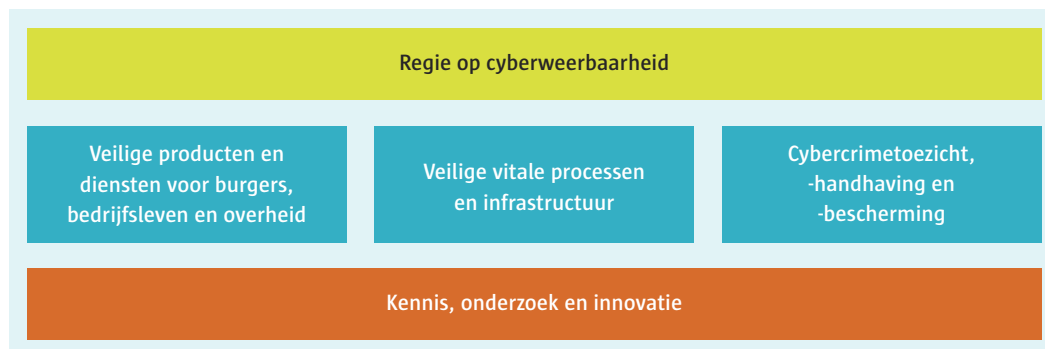 Regie op cyberweerbaarheid
Veilige producten en
diensten voor burgers,
bedrijfsleven en overheid
Veilige vitale processen
en infrastructuur
Cybercrimetoezicht,
-handhaving en
-bescherming
Kennis, onderzoek en innovatie